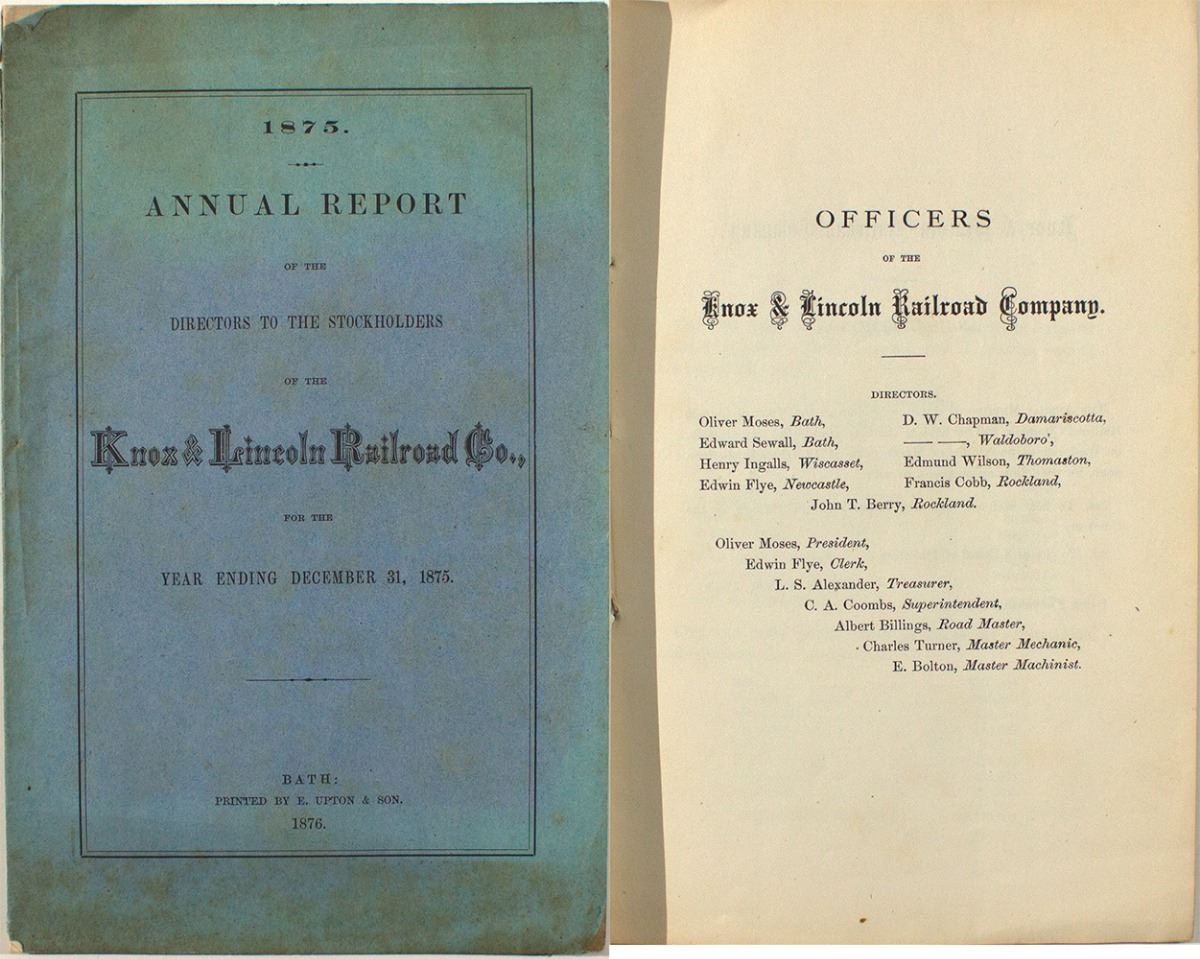 1875.
ANNUAL REPORT
OF THE
DIRECTORS TO THE STOCKHOLDERS
OF THE
Knox & Lincoln Railroad Co.,
FOR THE
YEAR ENDING DECEMBER 31, 1875.
BATH:
PRINTED BY E. UPTON & SON.
1876.
OFFICERS
OF THE
Knox & Lincoln Railroad Company.
DIRECTORS.
Oliver Moses, Bath, D. W. Chapman, Damariscotta,
Edward Sewall, Bath, —— ——, Waldoboro',
Henry Ingalls, Wiscasset, Edmund Wilson, Thomaston,
Edwin Flye, Newcastle, Francis Cobb, Rockland,
John T. Berry, Rockland.
Oliver Moses, President,
Edwin Flye, Clerk,
L. S. Alexander, Treasurer,
C. A. Coombs, Superintendent,
Albert Billings, Road Master,
Charles Turner, Master Mechanic,
E. Bolton, Master Machinist.